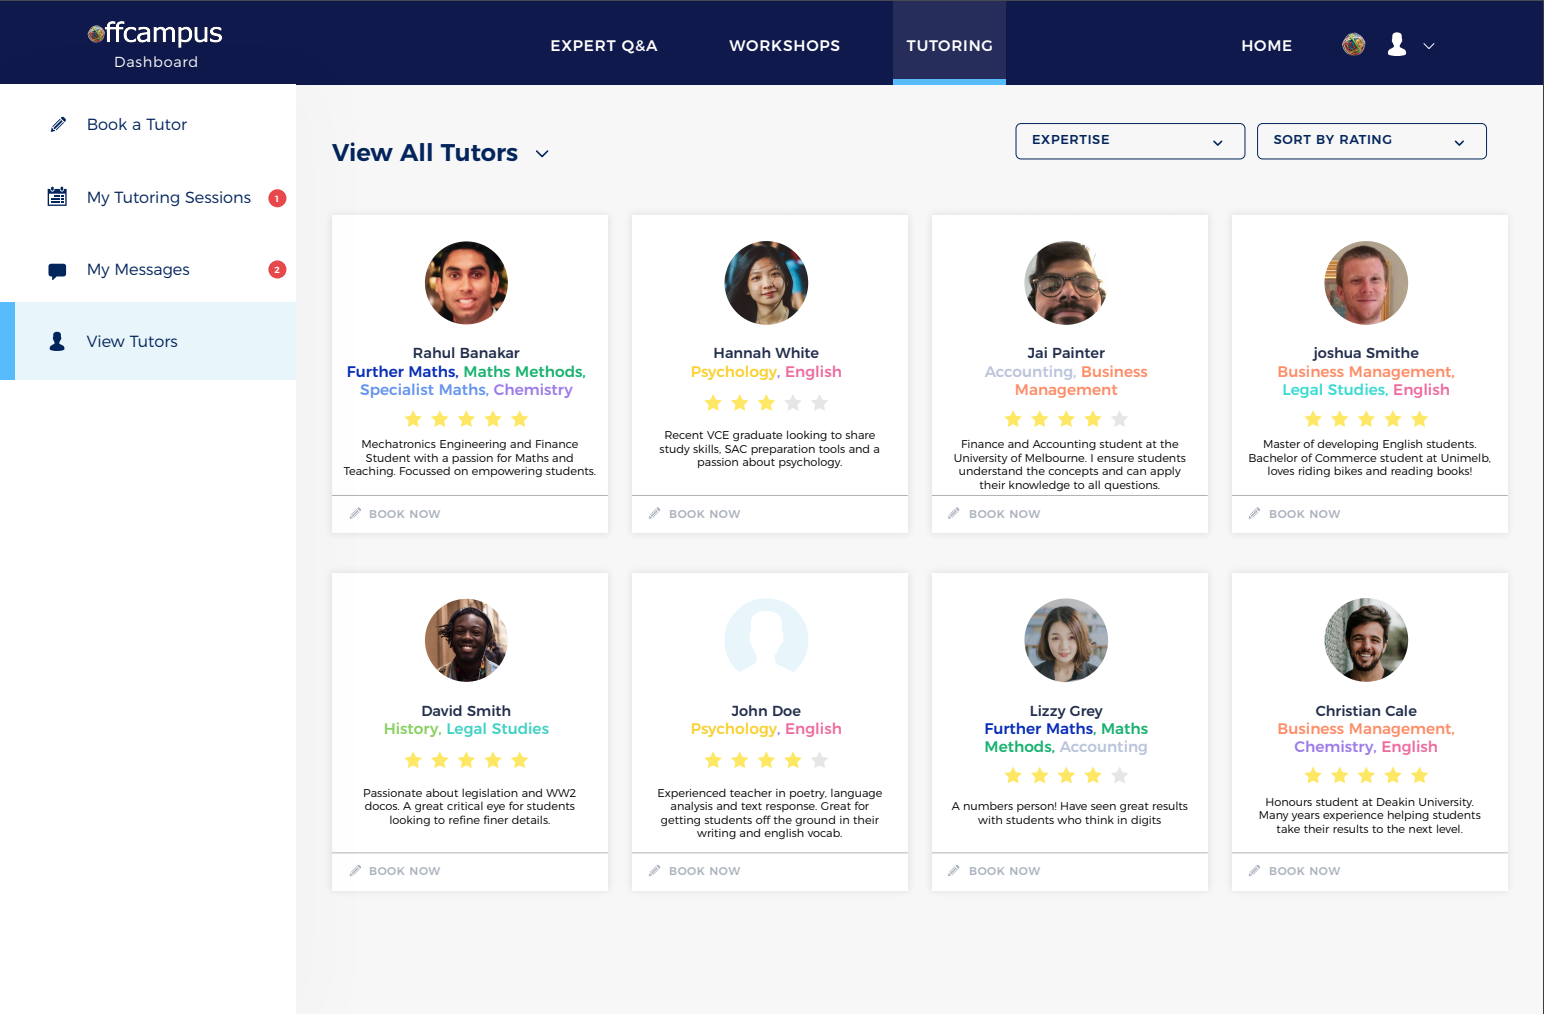 offcampus
Dashboard
EXPERT Q&A
WORKSHOPS
TUTORING
HOME
Book a Tutor
My Tutoring Sessions
1
My Messages
2
View Tutors
View All Tutors
EXPERTISE
SORT BY RATING
Rahul Banakar
Further Maths, Maths Methods,
Specialist Maths, Chemistry
Mechatronics Engineering and Finance
Student with a passion for Maths and
Teaching. Focussed on empowering students.
BOOK NOW
Hannah White
Psychology, English
Recent VCE graduate looking to share
study skills, SAC preparation tools and a
passion about psychology.
BOOK NOW
Jai Painter
Accounting, Business
Management
Finance and Accounting student at the
University of Melbourne. I ensure students
understand the concepts and can apply
their knowledge to all questions.
BOOK NOW
joshua Smithe
Business Management,
Legal Studies, English
Master of developing English students.
Bachelor of Commerce student at Unimelb,
loves riding bikes and reading books!
BOOK NOW
David Smith
History, Legal Studies
Passionate about legislation and WW2
docos. A great critical eye for students
looking to refine finer details.
BOOK NOW
John Doe
Psychology, English
Experienced teacher in poetry, language
analysis and text response. Great for
getting students off the ground in their
writing and english vocab.
BOOK NOW
Lizzy Grey
Further Maths, Maths
Methods, Accounting
A numbers person! Have seen great results
with students who think in digits
BOOK NOW
Christian Cale
Business Management,
Chemistry, English
Honours student at Deakin University.
Many years experience helping students
take their results to the next level.
BOOK NOW